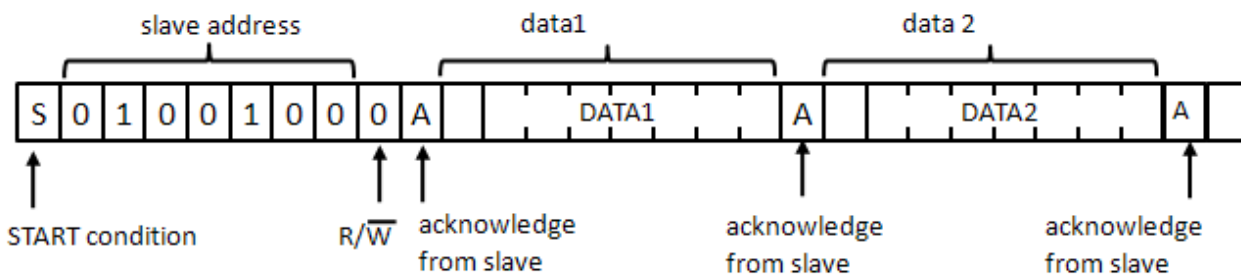 slave address data1 data 2
S 0 1 0 0 1 0 0 0 A DATA1 A DATA2 A
START condition R/W̅ acknowledge from slave acknowledge from slave acknowledge from slave